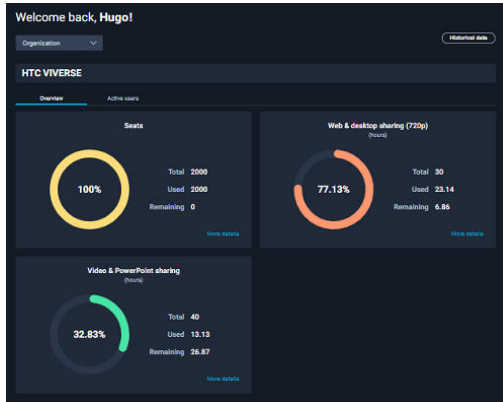 Welcome back, Hugo!
Organization
Historical data
HTC VIVERSE
Overview Active users
Seats
100%
Total 2000
Used 2000
Remaining 0
More details
Web & desktop sharing (720p)
(hours)
77.13%
Total 30
Used 23.14
Remaining 6.86
More details
Video & PowerPoint sharing
(hours)
32.83%
Total 40
Used 13.13
Remaining 26.87
More details